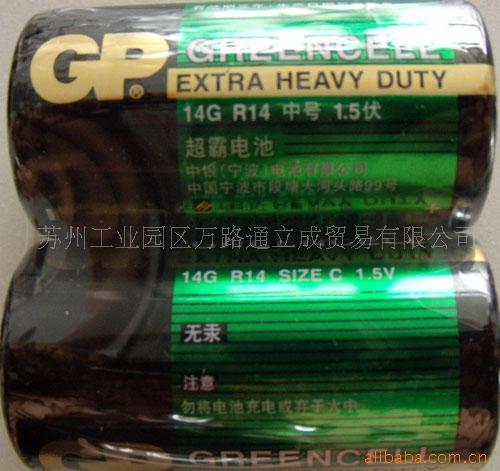 GP
GREENCELL
EXTRA HEAVY DUTY
14G R14 中号 1.5伏
超霸电池
中银(宁波)电池有限公司
中国宁波市段塘大河头路99号
苏州工业园区万路通立成贸易有限公司
14G R14 SIZE C 1.5V
无汞
注意
勿将电池充电或弃于水中
GREENCELL
alibaba.com.cn